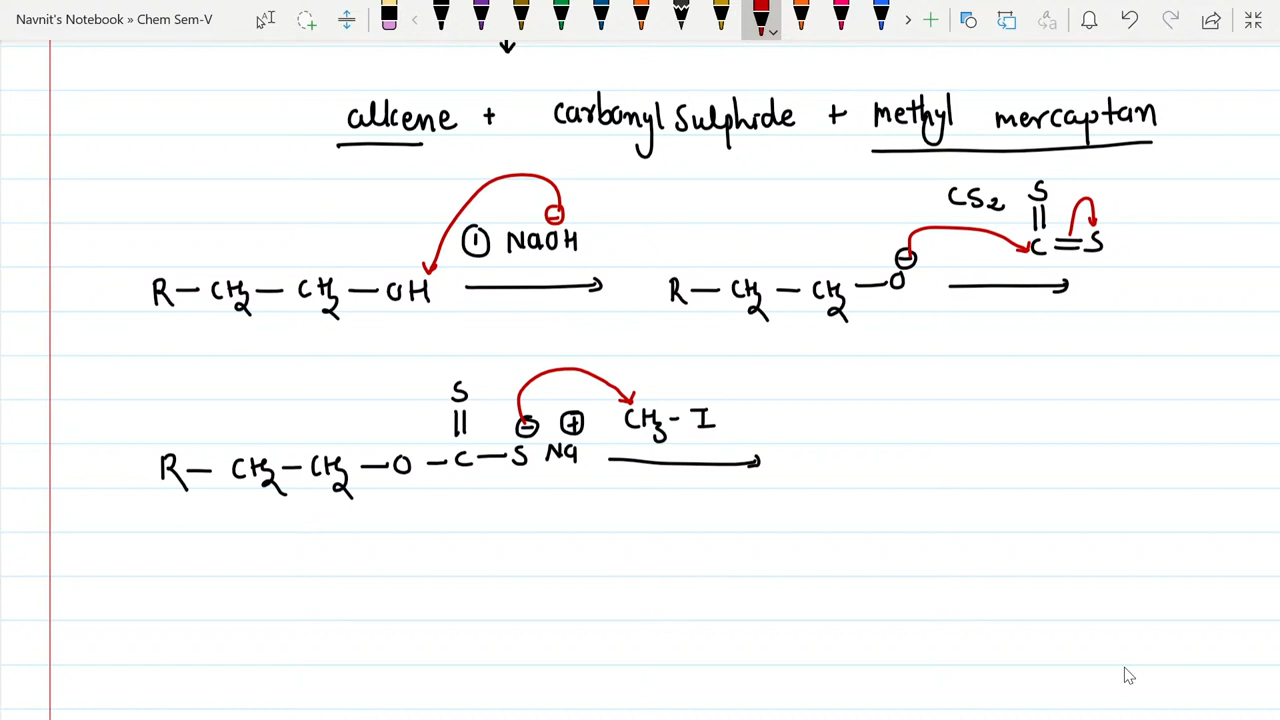 Navnit's Notebook » Chem Sem-V
alkene + carbonyl sulphide + methyl mercaptan
CS2 S
① NaOH ⊖ C=S
R-CH2-CH2-OH → R-CH2-CH2-O⊖ →
S
|| ⊖ ⊕ CH3-I
R-CH2-CH2-O-C-S Na →